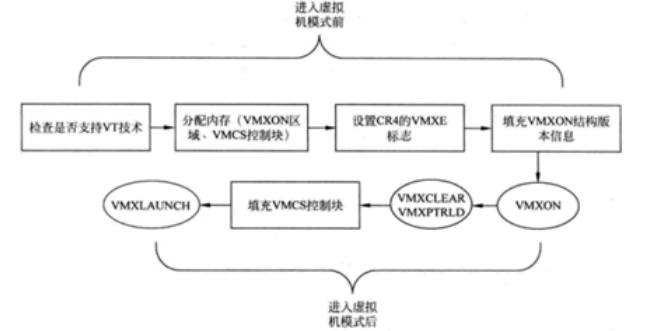 进入虚拟
机模式前
检查是否支持VT技术
分配内存（VMXON区
域、VMCS控制块）
设置CR4的VMXE
标志
填充VMXON结构版
本信息
VMXLAUNCH
填充VMCS控制块
VMXCLEAR
VMXPTRLD
VMXON
进入虚拟
机模式后